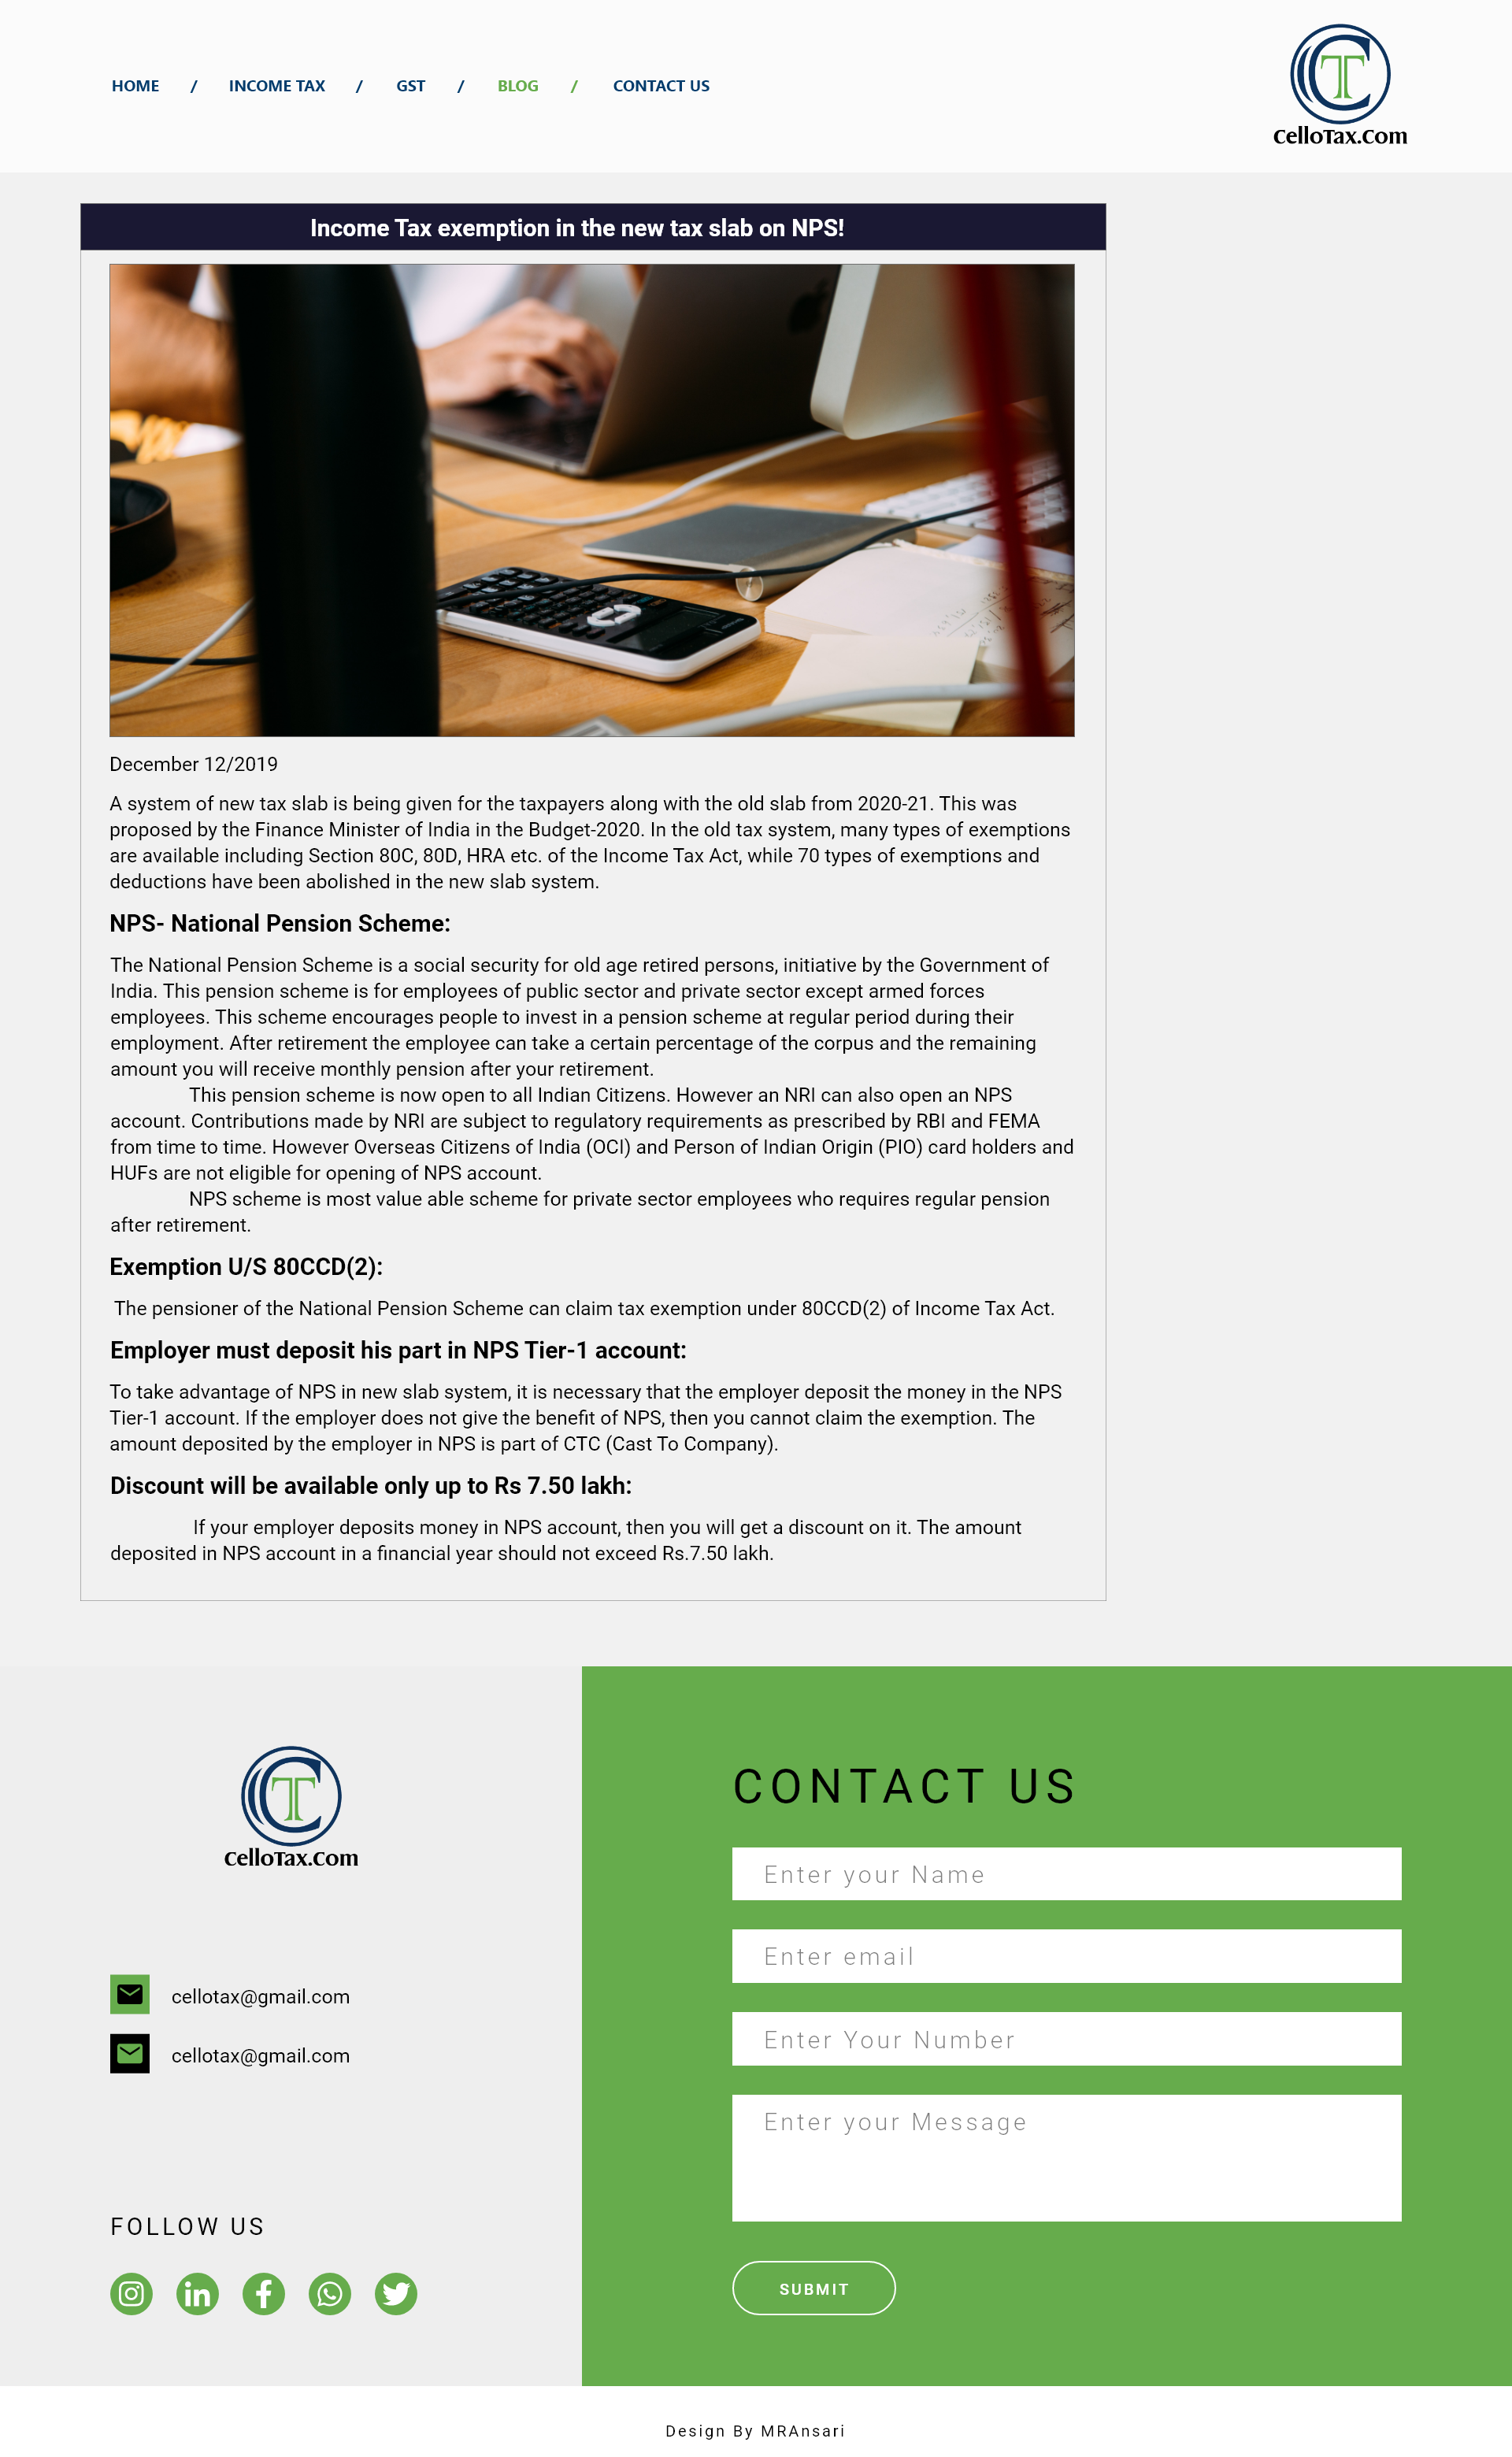 HOME / INCOME TAX / GST / BLOG / CONTACT US
CT
CelloTax.Com
Income Tax exemption in the new tax slab on NPS!
December 12/2019
A system of new tax slab is being given for the taxpayers along with the old slab from 2020-21. This was
proposed by the Finance Minister of India in the Budget-2020. In the old tax system, many types of exemptions
are available including Section 80C, 80D, HRA etc. of the Income Tax Act, while 70 types of exemptions and
deductions have been abolished in the new slab system.
NPS- National Pension Scheme:
The National Pension Scheme is a social security for old age retired persons, initiative by the Government of
India. This pension scheme is for employees of public sector and private sector except armed forces
employees. This scheme encourages people to invest in a pension scheme at regular period during their
employment. After retirement the employee can take a certain percentage of the corpus and the remaining
amount you will receive monthly pension after your retirement.
This pension scheme is now open to all Indian Citizens. However an NRI can also open an NPS
account. Contributions made by NRI are subject to regulatory requirements as prescribed by RBI and FEMA
from time to time. However Overseas Citizens of India (OCI) and Person of Indian Origin (PIO) card holders and
HUFs are not eligible for opening of NPS account.
NPS scheme is most value able scheme for private sector employees who requires regular pension
after retirement.
Exemption U/S 80CCD(2):
The pensioner of the National Pension Scheme can claim tax exemption under 80CCD(2) of Income Tax Act.
Employer must deposit his part in NPS Tier-1 account:
To take advantage of NPS in new slab system, it is necessary that the employer deposit the money in the NPS
Tier-1 account. If the employer does not give the benefit of NPS, then you cannot claim the exemption. The
amount deposited by the employer in NPS is part of CTC (Cast To Company).
Discount will be available only up to Rs 7.50 lakh:
If your employer deposits money in NPS account, then you will get a discount on it. The amount
deposited in NPS account in a financial year should not exceed Rs.7.50 lakh.
CT
CelloTax.Com
cellotax@gmail.com
cellotax@gmail.com
FOLLOW US
CONTACT US
Enter your Name
Enter email
Enter Your Number
Enter your Message
SUBMIT
Design By MRAnsari